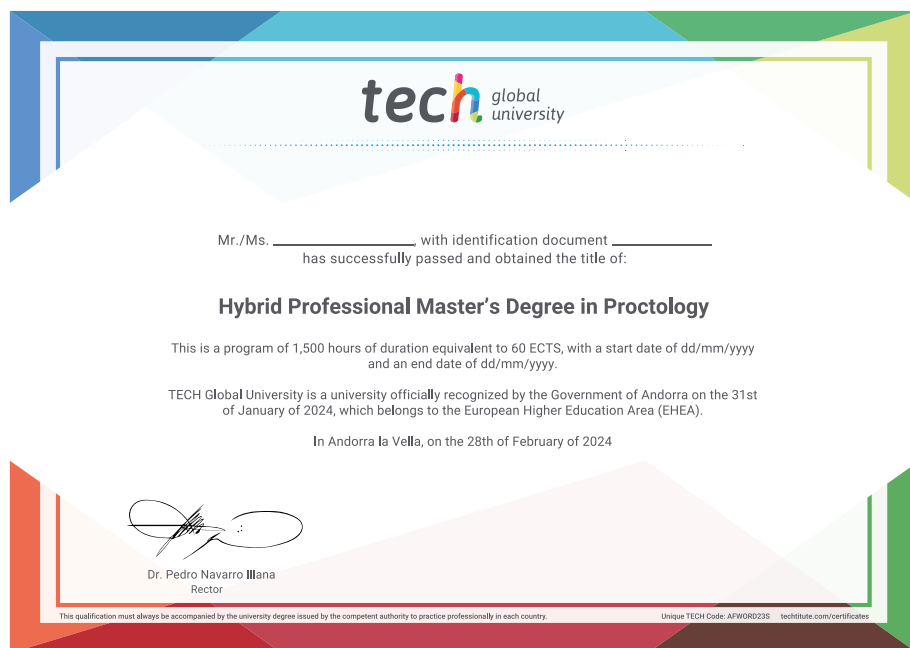 tech global
university
Mr./Ms. ________________, with identification document ____________
has successfully passed and obtained the title of:
Hybrid Professional Master’s Degree in Proctology
This is a program of 1,500 hours of duration equivalent to 60 ECTS, with a start date of dd/mm/yyyy
and an end date of dd/mm/yyyy.
TECH Global University is a university officially recognized by the Government of Andorra on the 31st
of January of 2024, which belongs to the European Higher Education Area (EHEA).
In Andorra la Vella, on the 28th of February of 2024
Dr. Pedro Navarro Illana
Rector
This qualification must always be accompanied by the university degree issued by the competent authority to practice professionally in each country.
Unique TECH Code: AFWORD23S techtitute.com/certificates